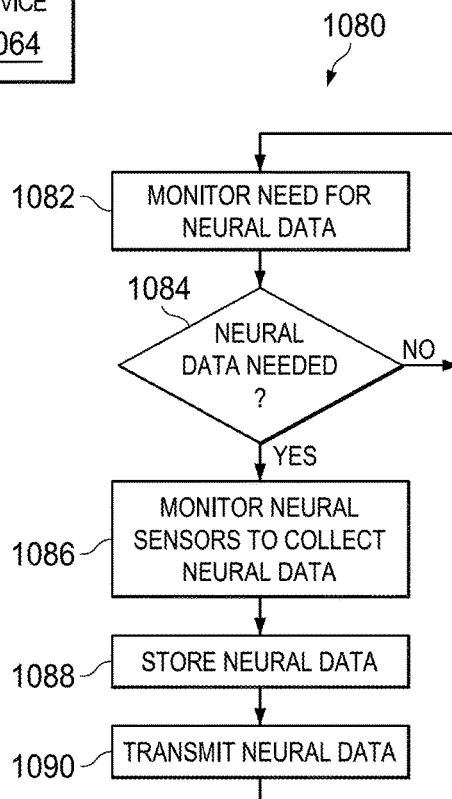 064
1080
1082
MONITOR NEED FOR
NEURAL DATA
1084
NEURAL
DATA NEEDED
?
NO
YES
1086
MONITOR NEURAL
SENSORS TO COLLECT
NEURAL DATA
1088
STORE NEURAL DATA
1090
TRANSMIT NEURAL DATA